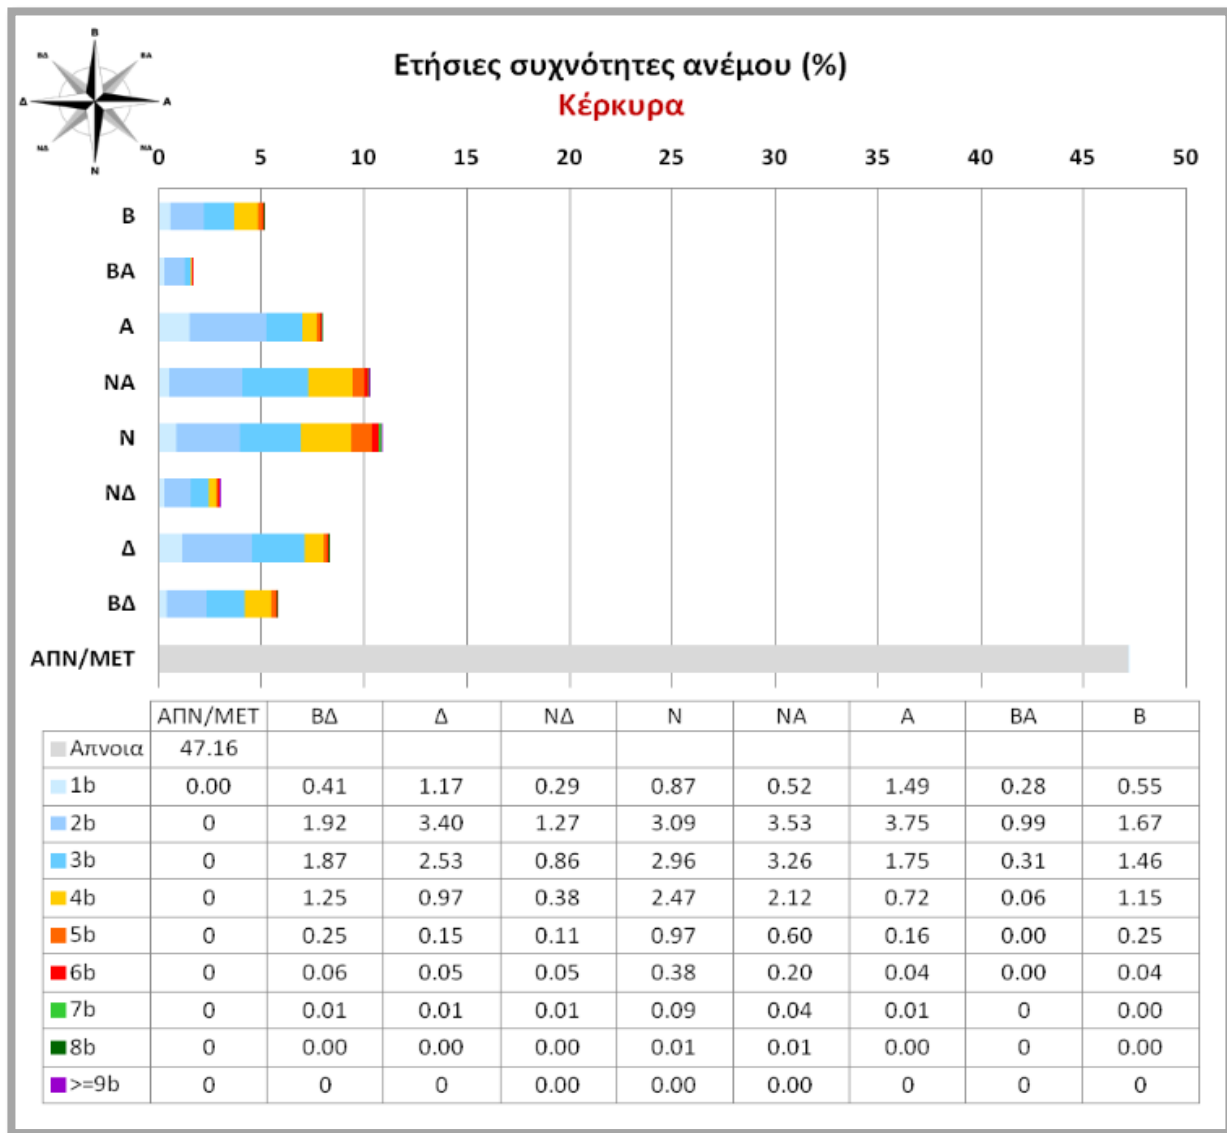 Β
ΒΔ ΒΑ
Δ Α
ΝΔ ΝΑ
Ν
Ετήσιες συχνότητες ανέμου (%)
Κέρκυρα
0 5 10 15 20 25 30 35 40 45 50
Β
ΒΑ
Α
ΝΑ
Ν
ΝΔ
Δ
ΒΔ
ΑΠΝ/ΜΕΤ
ΑΠΝ/ΜΕΤ ΒΔ Δ ΝΔ Ν ΝΑ Α ΒΑ Β
Απνοια 47.16
1b 0.00 0.41 1.17 0.29 0.87 0.52 1.49 0.28 0.55
2b 0 1.92 3.40 1.27 3.09 3.53 3.75 0.99 1.67
3b 0 1.87 2.53 0.86 2.96 3.26 1.75 0.31 1.46
4b 0 1.25 0.97 0.38 2.47 2.12 0.72 0.06 1.15
5b 0 0.25 0.15 0.11 0.97 0.60 0.16 0.00 0.25
6b 0 0.06 0.05 0.05 0.38 0.20 0.04 0.00 0.04
7b 0 0.01 0.01 0.01 0.09 0.04 0.01 0 0.00
8b 0 0.00 0.00 0.00 0.01 0.01 0.00 0 0.00
>=9b 0 0 0 0.00 0.00 0.00 0 0 0